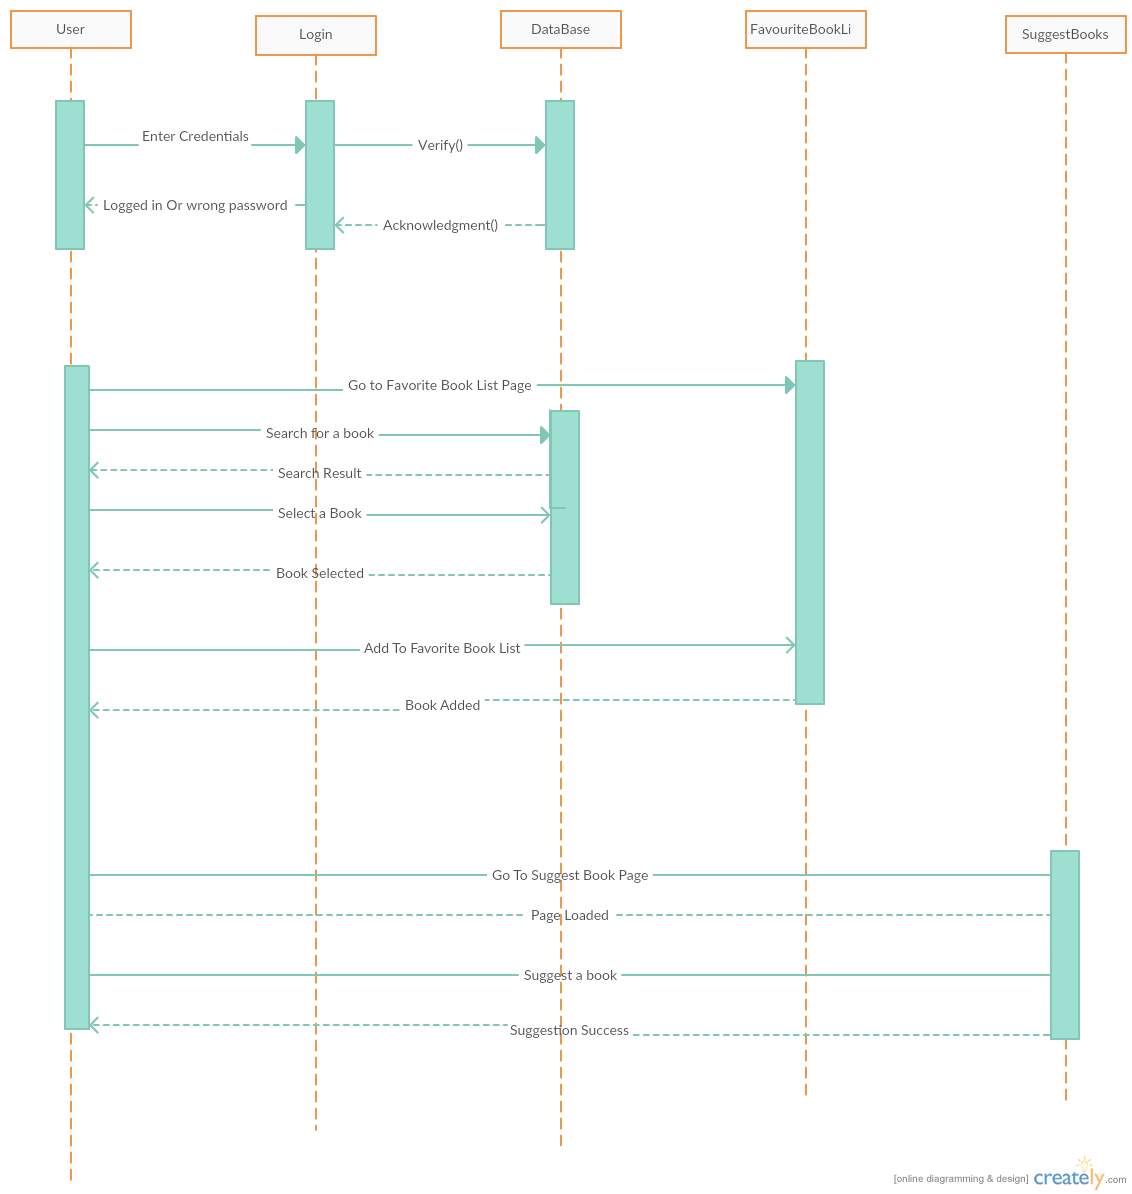 User
Login
DataBase
FavouriteBookLi
SuggestBooks
Enter Credentials
Verify()
Logged in Or wrong password
Acknowledgment()
Go to Favorite Book List Page
Search for a book
Search Result
Select a Book
Book Selected
Add To Favorite Book List
Book Added
Go To Suggest Book Page
Page Loaded
Suggest a book
Suggestion Success
[online diagramming & design] creately.com